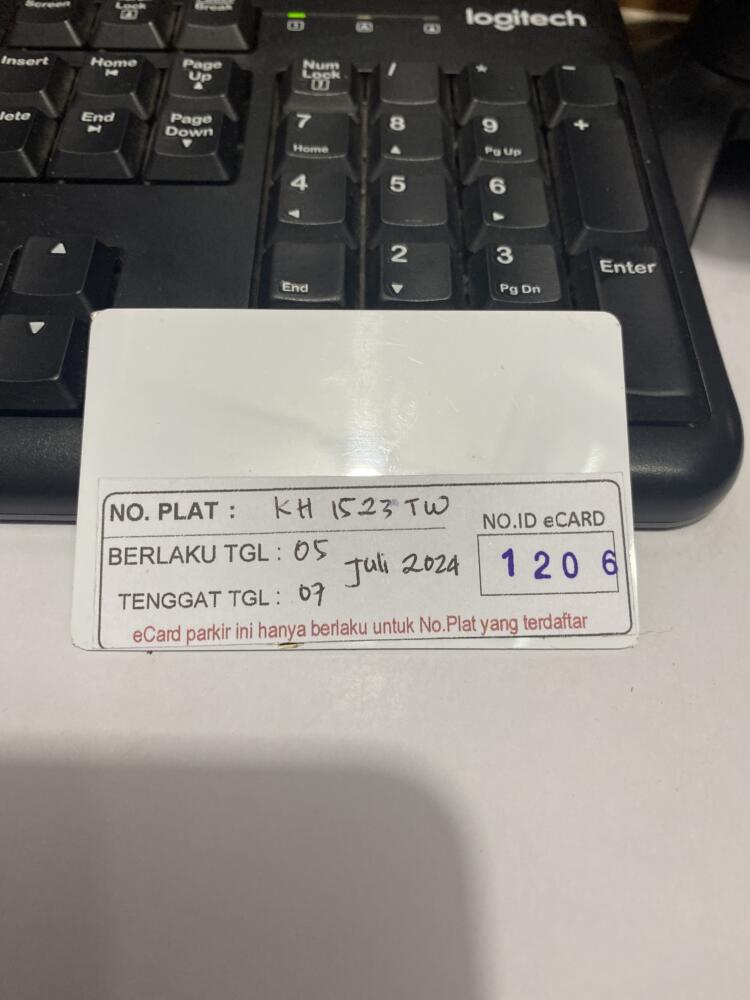 Screen
Lock
Break
logitech
Insert
Home
Page
Up
Num
Lock
/
*
-
lete
End
Page
Down
7
Home
8
9
Pg Up
+
4
5
6
2
3
Enter
End
Pg Dn
NO. PLAT : KH 1523 TW
NO.ID eCARD
BERLAKU TGL : 05 Juli 2024
1206
TENGGAT TGL : 07
eCard parkir ini hanya berlaku untuk No.Plat yang terdaftar